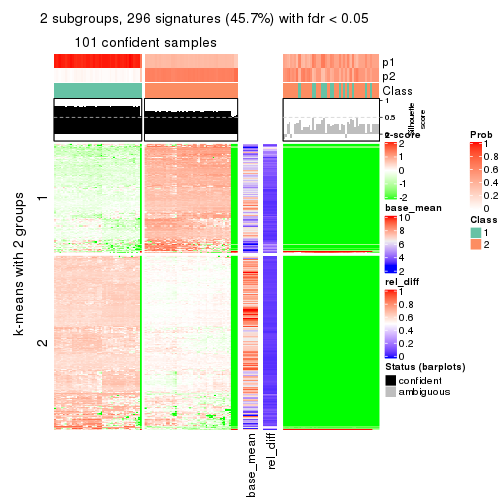 2 subgroups, 296 signatures (45.7%) with fdr < 0.05
101 confident samples
p1
p2
Class
1
0.5
0
Silhouette
score
k-means with 2 groups
1
2
base_mean
rel_diff
z-score
2
1
0
-1
-2
base_mean
10
8
6
4
2
rel_diff
1
0.8
0.6
0.4
0.2
0
Status (barplots)
confident
ambiguous
Prob
1
0.8
0.6
0.4
0.2
0
Class
1
2